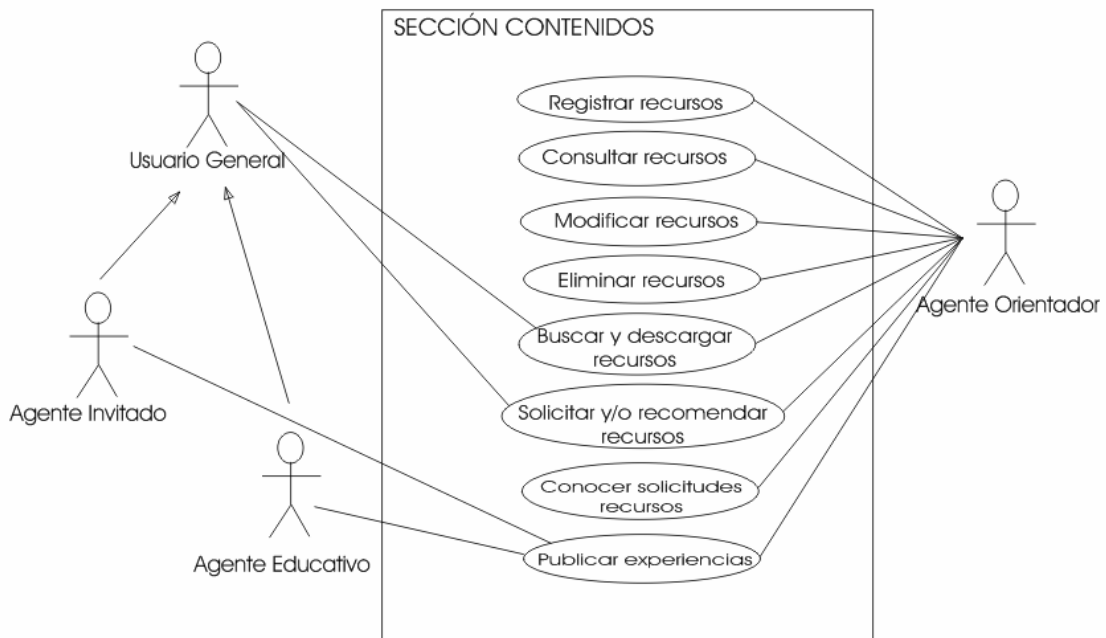 SECCIÓN CONTENIDOS
Usuario General
Agente Invitado
Agente Educativo
Registrar recursos
Consultar recursos
Modificar recursos
Eliminar recursos
Buscar y descargar
recursos
Solicitar y/o recomendar
recursos
Conocer solicitudes
recursos
Publicar experiencias
Agente Orientador